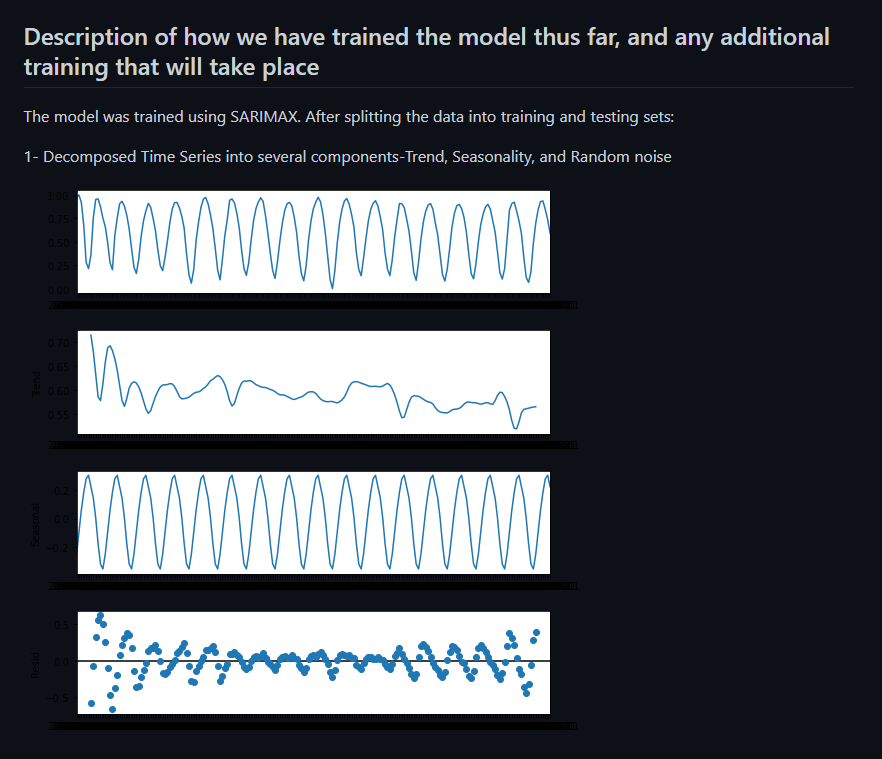 Description of how we have trained the model thus far, and any additional
training that will take place
The model was trained using SARIMAX. After splitting the data into training and testing sets:
1- Decomposed Time Series into several components-Trend, Seasonality, and Random noise
1.00
0.75
0.50
0.25
0.00
Trend
0.70
0.65
0.60
0.55
Seasonal
0.2
0.0
−0.2
Resid
0.5
0.0
−0.5